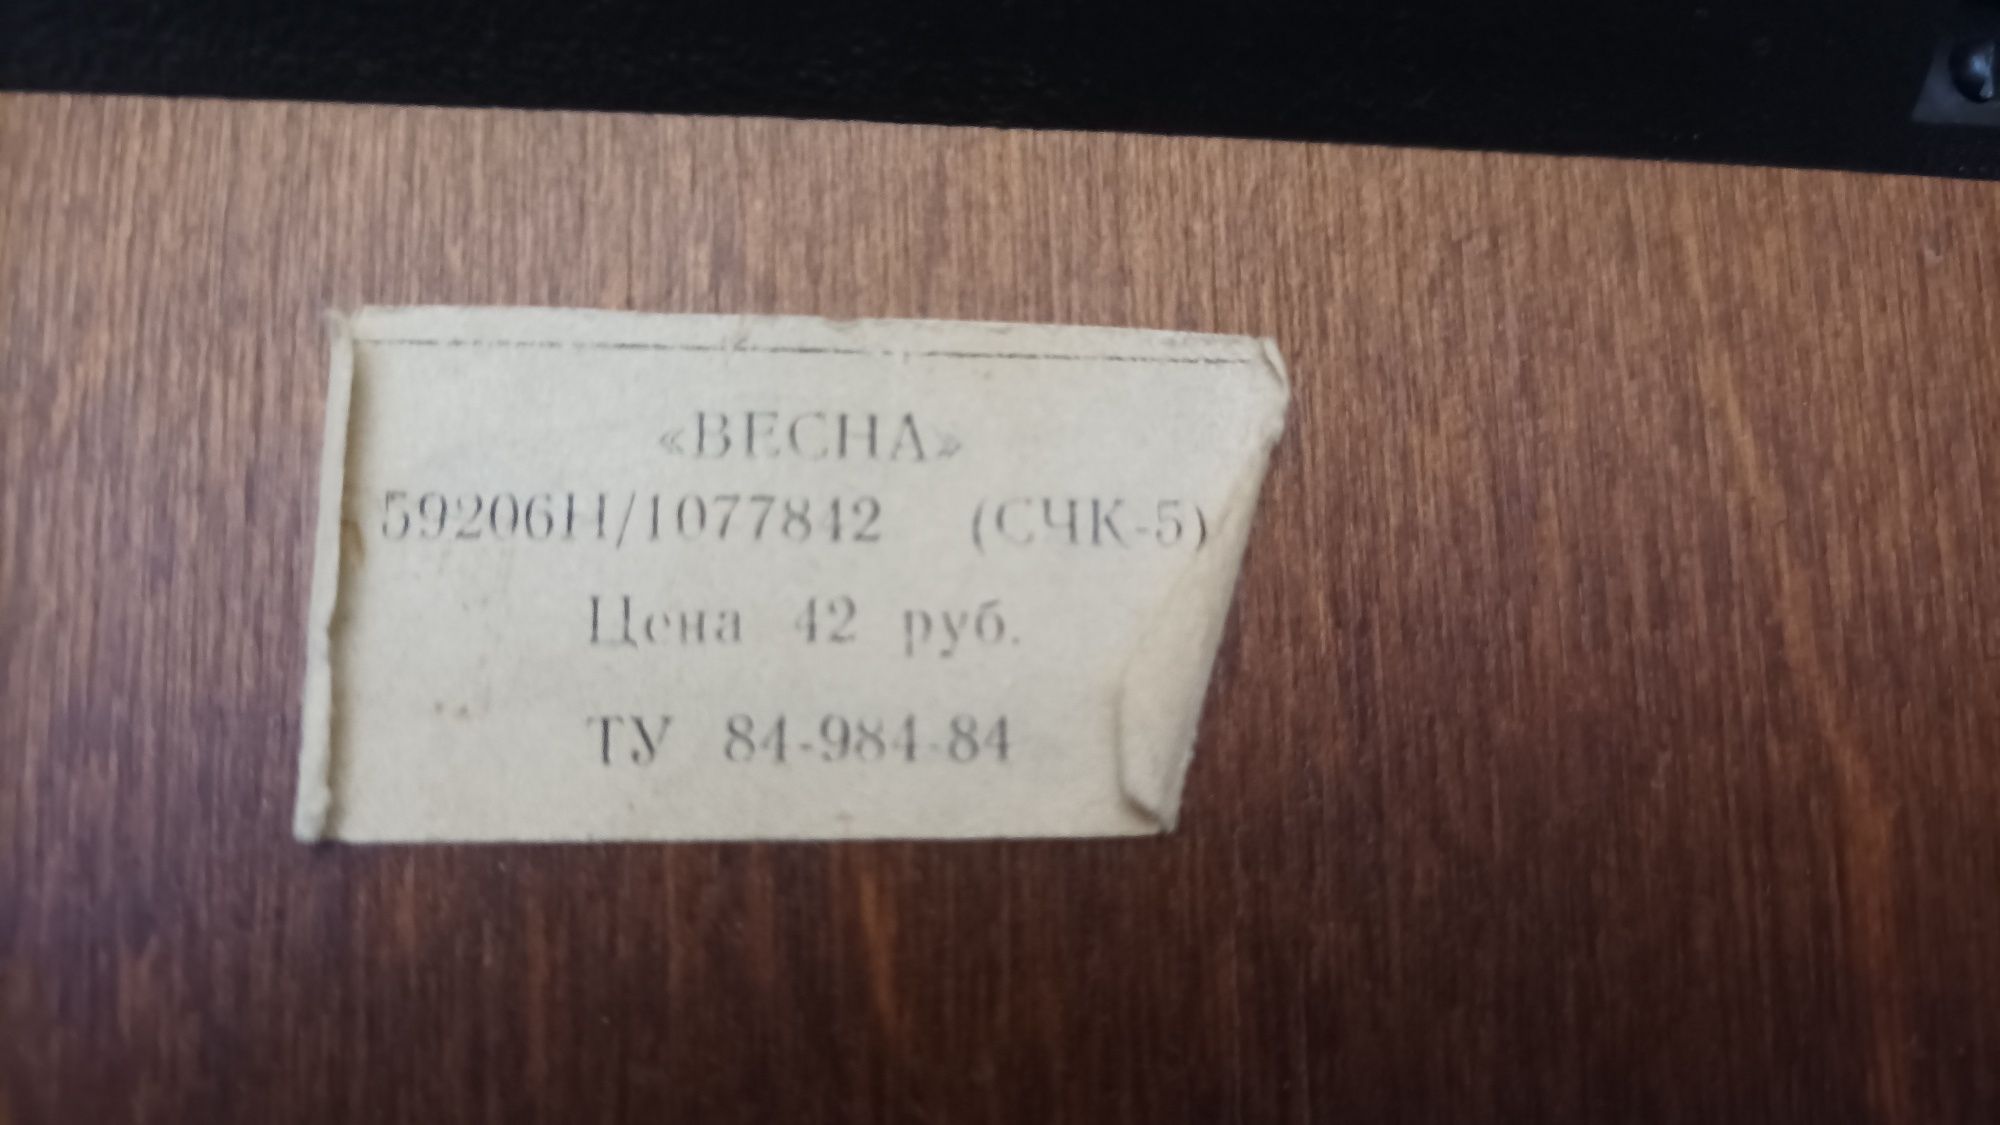 «ВЕСНА»
59206Н/1077842 (СЧК-5)
Цена 42 руб.
ТУ 84-984-84